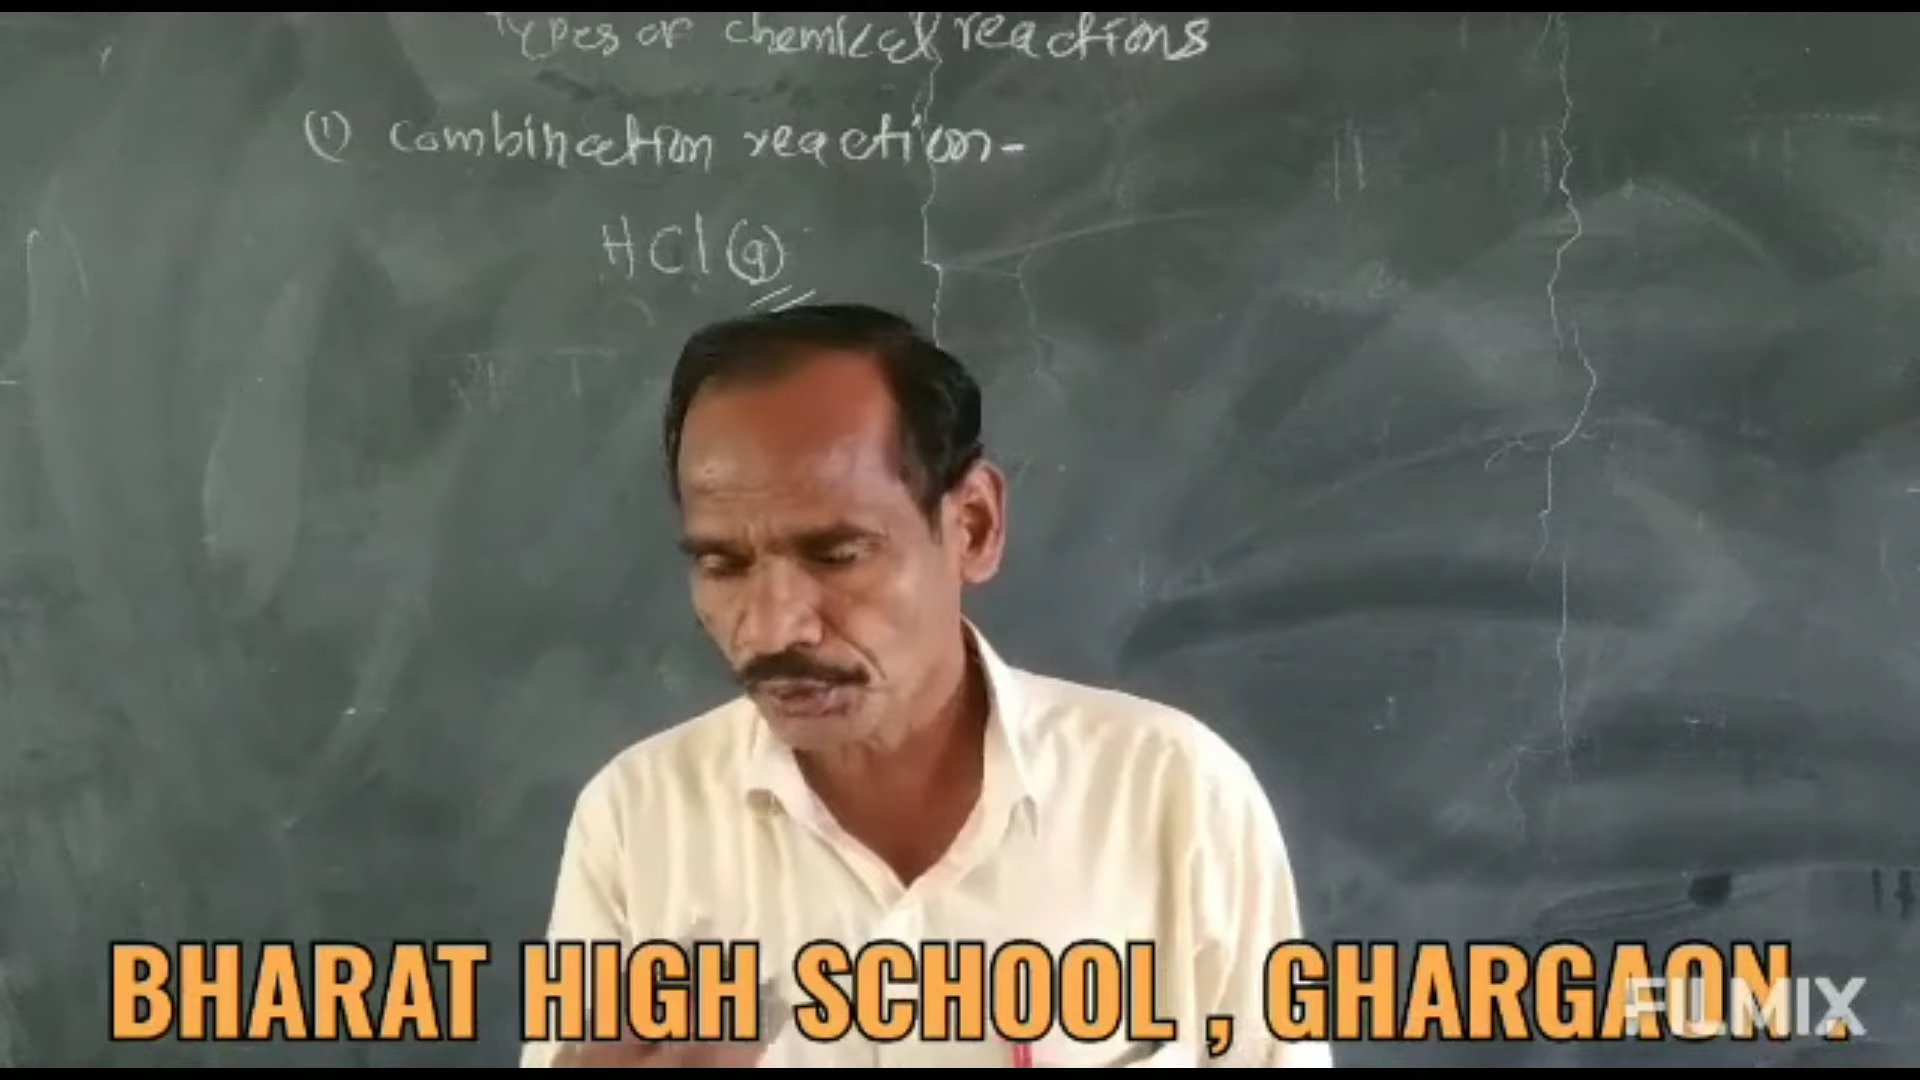 Types of chemical reactions
(1) combination reaction-
HCl (g)
BHARAT HIGH SCHOOL , GHARGAON .
FILMIX